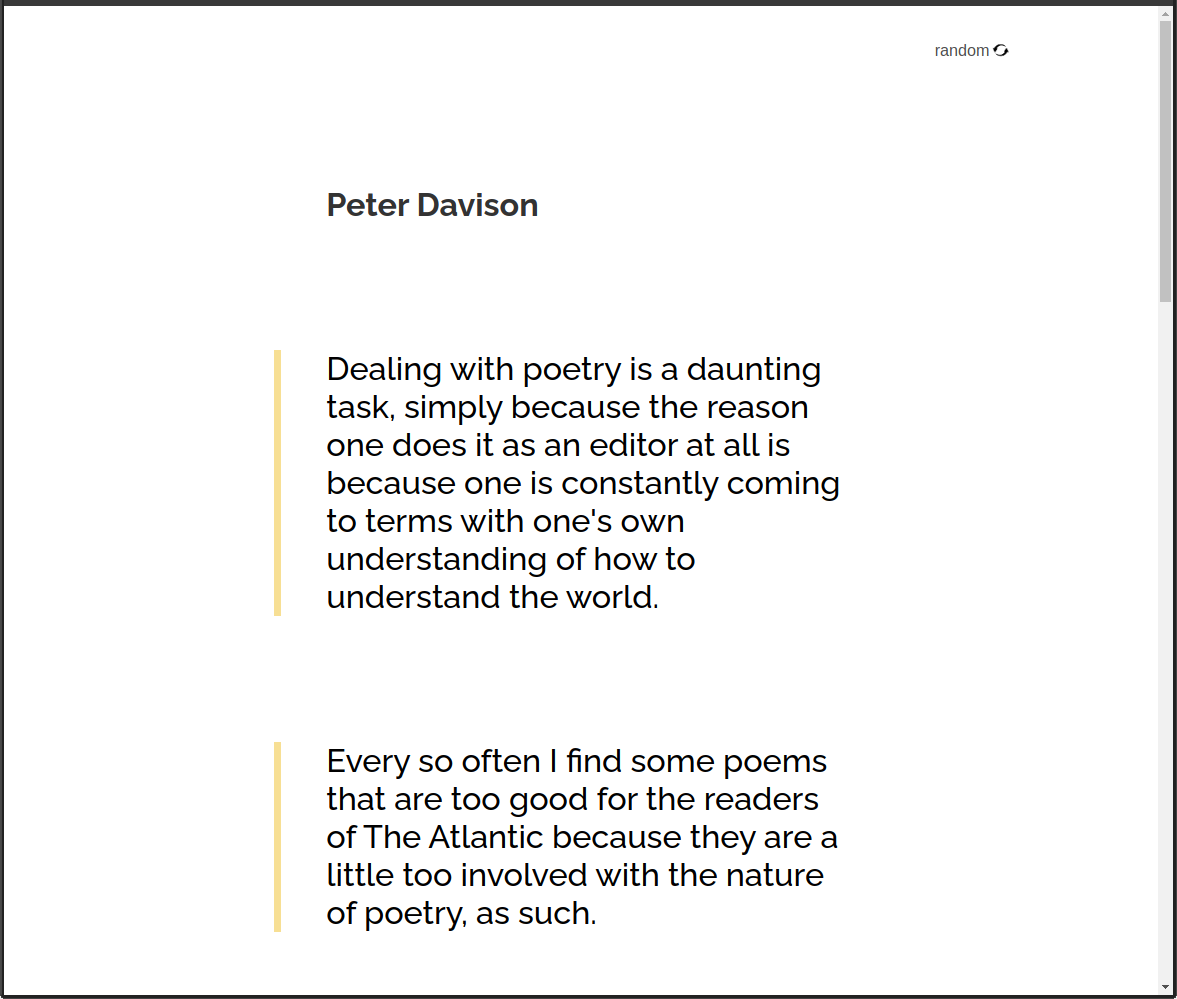 random
Peter Davison
Dealing with poetry is a daunting
task, simply because the reason
one does it as an editor at all is
because one is constantly coming
to terms with one's own
understanding of how to
understand the world.
Every so often I find some poems
that are too good for the readers
of The Atlantic because they are a
little too involved with the nature
of poetry, as such.